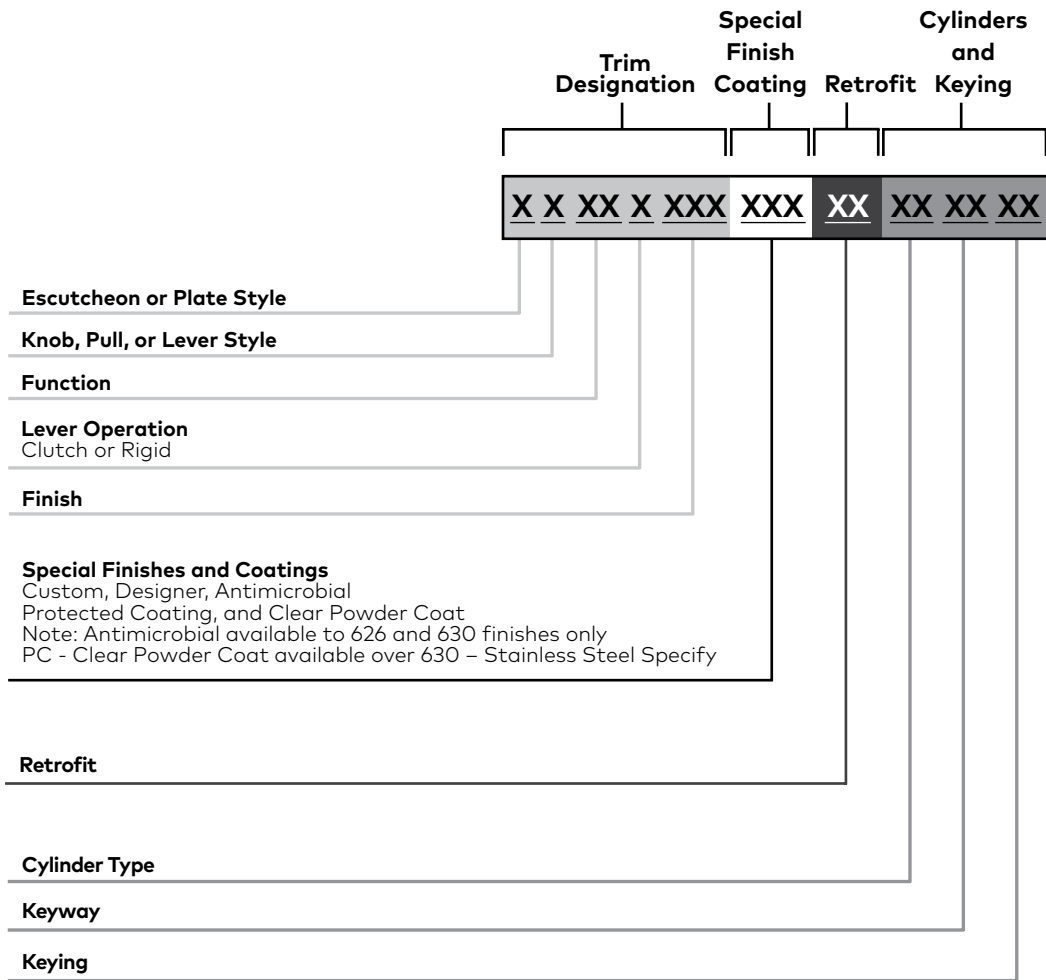 Trim
Designation
Special
Finish
Coating
Retrofit
Cylinders
and
Keying
X X XX X XXX XXX XX XX XX XX
Escutcheon or Plate Style
Knob, Pull, or Lever Style
Function
Lever Operation
Clutch or Rigid
Finish
Special Finishes and Coatings
Custom, Designer, Antimicrobial
Protected Coating, and Clear Powder Coat
Note: Antimicrobial available to 626 and 630 finishes only
PC - Clear Powder Coat available over 630 – Stainless Steel Specify
Retrofit
Cylinder Type
Keyway
Keying